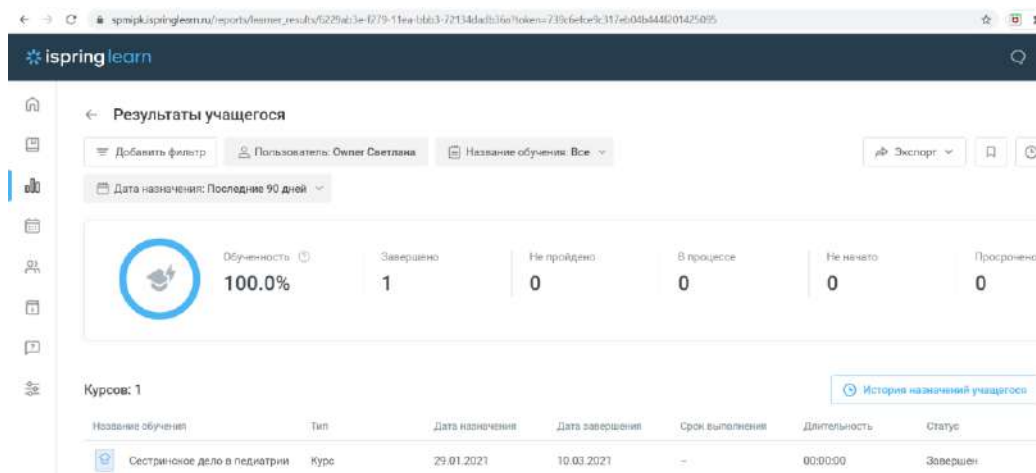 ispring learn
Результаты учащегося
Добавить фильтр
Пользователь: Owner Светлана
Название обучения: Все
Экспорт
Дата назначения: Последние 90 дней
Обученность
Завершено
Не пройдено
В процессе
Не начато
Просрочено
100.0%
1
0
0
0
0
Курсов: 1
История назначений учащегося
Название обучения
Тип
Дата назначения
Дата завершения
Срок выполнения
Длительность
Статус
Сестринское дело в педиатрии
Курс
29.01.2021
10.03.2021
–
00:00:00
Завершен